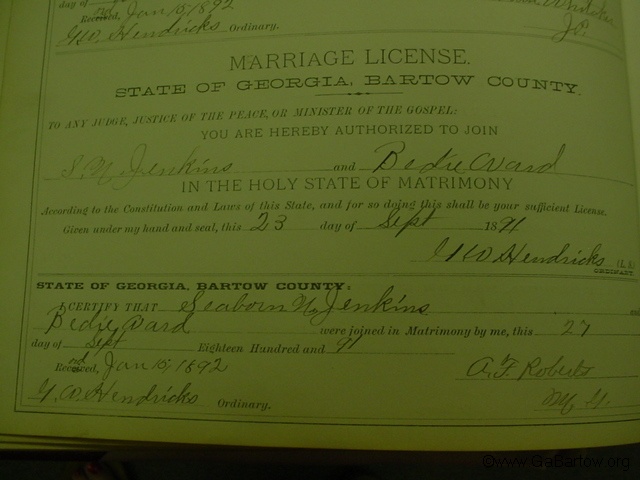 day of
Received, Jan 15, 1892
G.W. Hendricks Ordinary.
J.P.
MARRIAGE LICENSE.
STATE OF GEORGIA, BARTOW COUNTY.
TO ANY JUDGE, JUSTICE OF THE PEACE, OR MINISTER OF THE GOSPEL:
YOU ARE HEREBY AUTHORIZED TO JOIN
S. N. Jenkins and Bedie Ward
IN THE HOLY STATE OF MATRIMONY
According to the Constitution and Laws of this State, and for so doing this shall be your sufficient License.
Given under my hand and seal, this 23 day of Sept 1891
G W Hendricks (L.S.)
ORDINARY.
STATE OF GEORGIA, BARTOW COUNTY:
I CERTIFY THAT Seaborn N. Jenkins and
Bedie Ward were joined in Matrimony by me, this 27
day of Sept Eighteen Hundred and 91
Received, Jan 15, 1892
A. F. Roberts
G. W. Hendricks Ordinary.
M. G.
©www.GaBartow.org